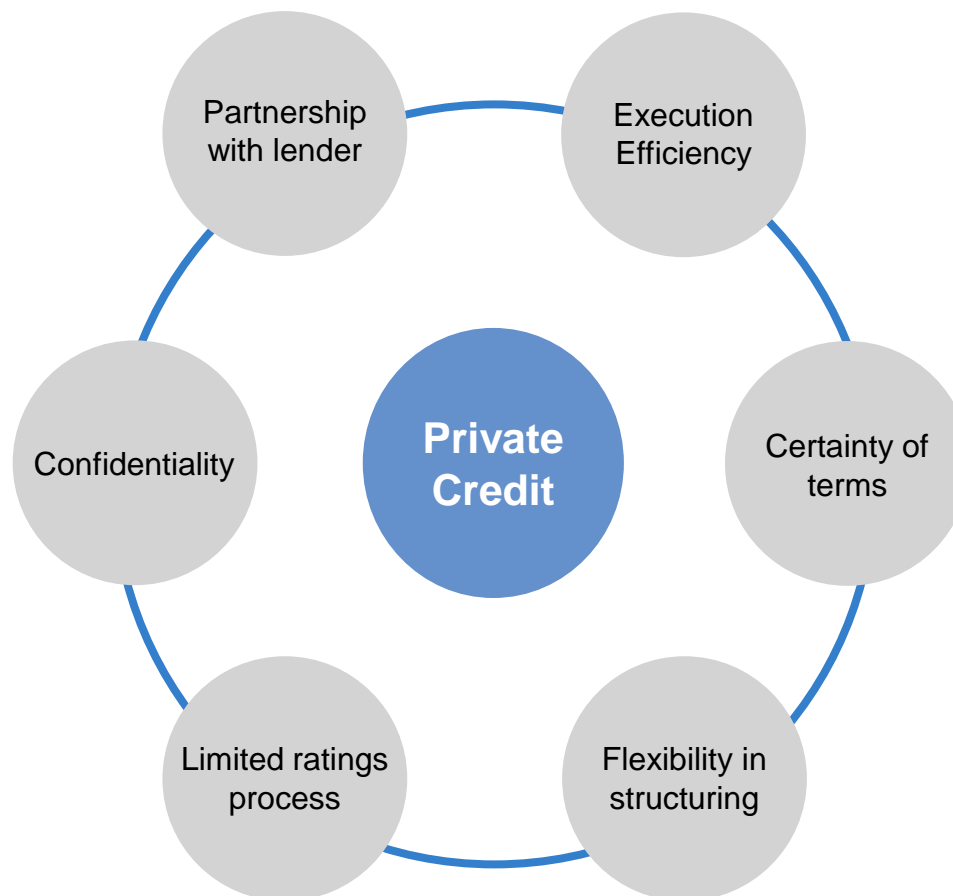 Partnership
with lender
Execution
Efficiency
Confidentiality
Private
Credit
Certainty of
terms
Limited ratings
process
Flexibility in
structuring